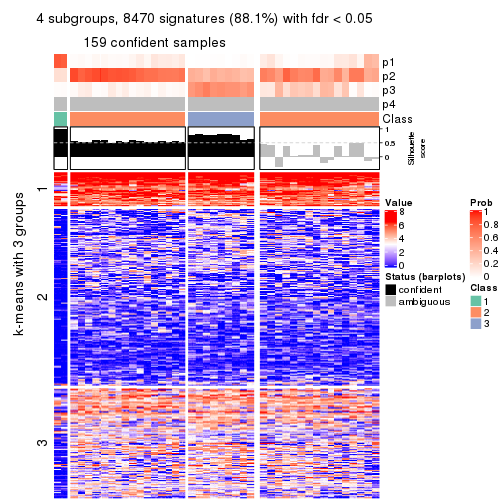 4 subgroups, 8470 signatures (88.1%) with fdr < 0.05
159 confident samples
p1
p2
p3
p4
Class
1
0.5
0
Silhouette
score
k-means with 3 groups
1
2
3
Value
8
6
4
2
0
Status (barplots)
confident
ambiguous
Prob
1
0.8
0.6
0.4
0.2
0
Class
1
2
3